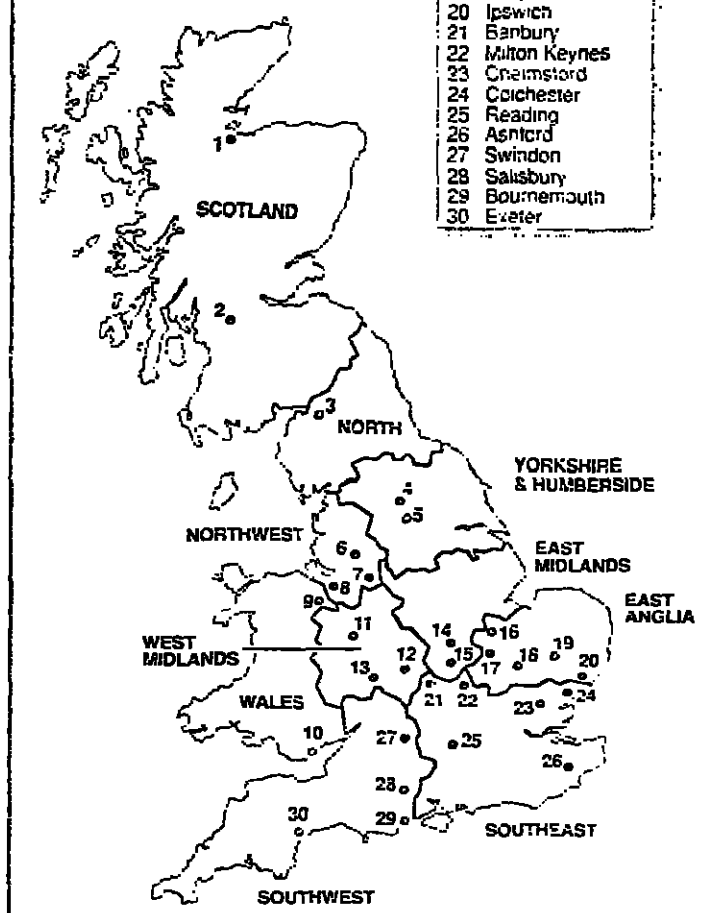 20 Ipswich
21 Banbury
22 Milton Keynes
23 Chelmsford
24 Colchester
25 Reading
26 Ashford
27 Swindon
28 Salisbury
29 Bournemouth
30 Exeter
1
SCOTLAND
2
3
NORTH
YORKSHIRE
& HUMBERSIDE
4
5
NORTHWEST
6
7
8
9
EAST
MIDLANDS
EAST
ANGLIA
WEST
MIDLANDS
11
12
13
14
15
16
17
18
19
20
21
22
23
24
WALES
10
25
26
27
28
29
30
SOUTHEAST
SOUTHWEST